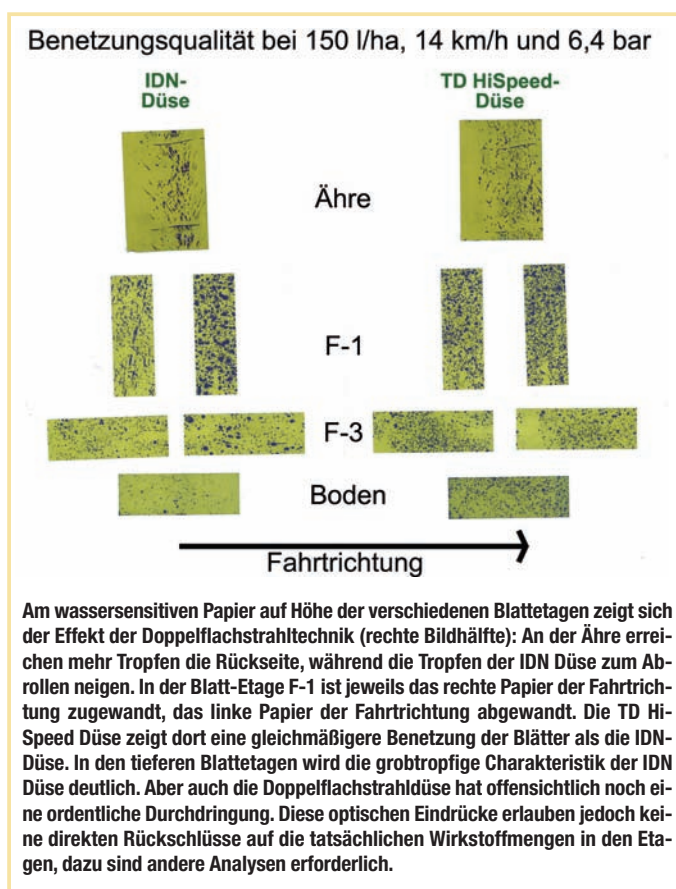 Benetzungsqualität bei 150 l/ha, 14 km/h und 6,4 bar
IDN-
Düse
TD HiSpeed-
Düse
Ähre
F-1
F-3
Boden
Fahrtrichtung
Am wassersensitiven Papier auf Höhe der verschiedenen Blattetagen zeigt sich
der Effekt der Doppelflachstrahltechnik (rechte Bildhälfte): An der Ähre errei-
chen mehr Tropfen die Rückseite, während die Tropfen der IDN Düse zum Ab-
rollen neigen. In der Blatt-Etage F-1 ist jeweils das rechte Papier der Fahrtrich-
tung zugewandt, das linke Papier der Fahrtrichtung abgewandt. Die TD Hi-
Speed Düse zeigt dort eine gleichmäßigere Benetzung der Blätter als die IDN-
Düse. In den tieferen Blattetagen wird die grobtropfige Charakteristik der IDN
Düse deutlich. Aber auch die Doppelflachstrahldüse hat offensichtlich noch ei-
ne ordentliche Durchdringung. Diese optischen Eindrücke erlauben jedoch kei-
ne direkten Rückschlüsse auf die tatsächlichen Wirkstoffmengen in den Eta-
gen, dazu sind andere Analysen erforderlich.